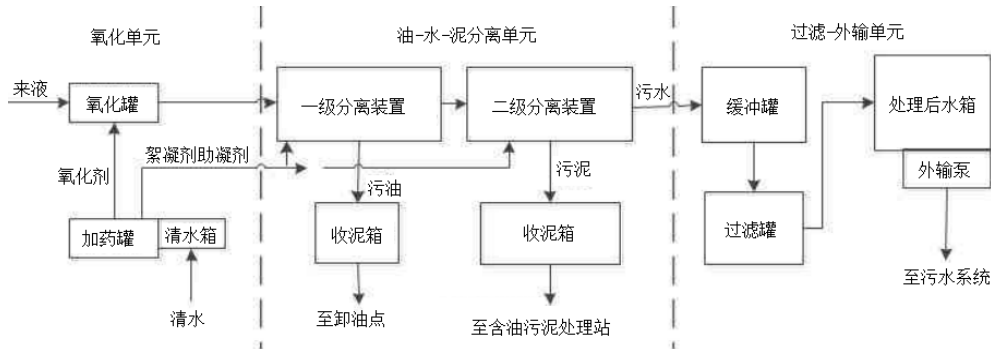 氧化单元
油-水-泥分离单元
过滤-外输单元
来液
氧化罐
一级分离装置
二级分离装置
污水
缓冲罐
处理后水箱
外输泵
絮凝剂助凝剂
氧化剂
污油
污泥
加药罐
清水箱
收泥箱
收泥箱
过滤罐
清水
至卸油点
至含油污泥处理站
至污水系统